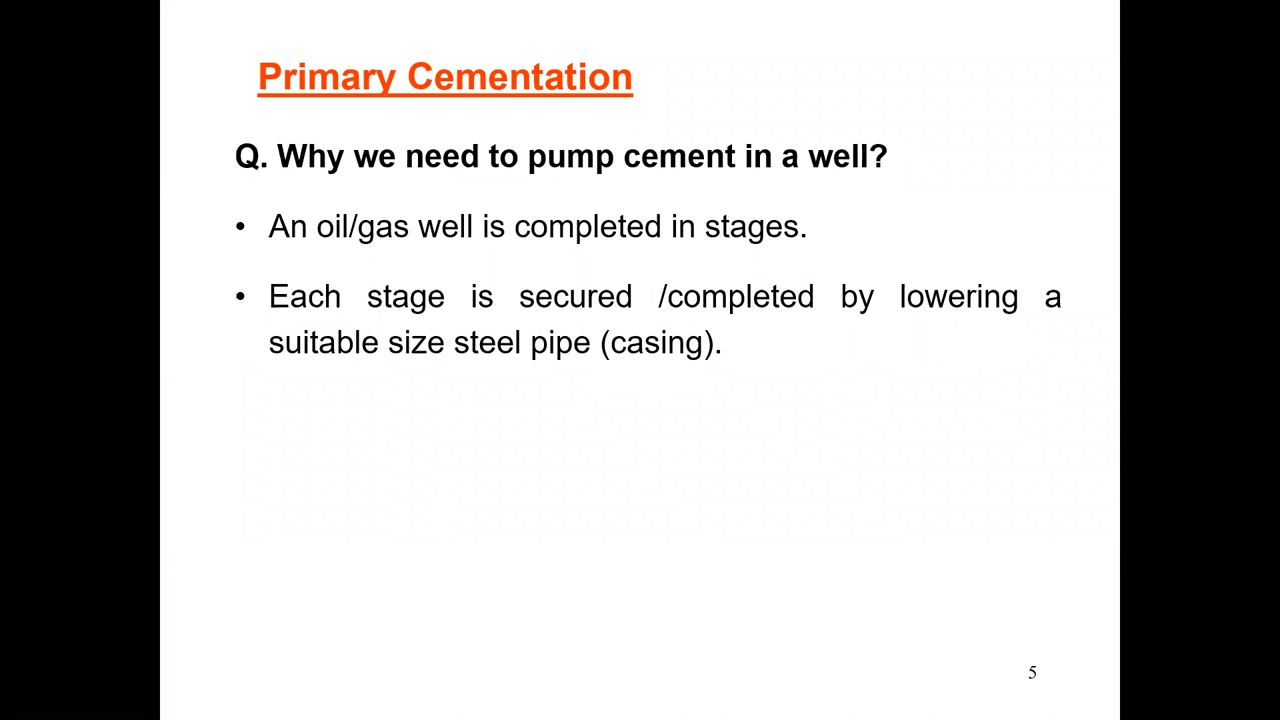 Primary Cementation
Q. Why we need to pump cement in a well?
• An oil/gas well is completed in stages.
• Each stage is secured /completed by lowering a
suitable size steel pipe (casing).
5